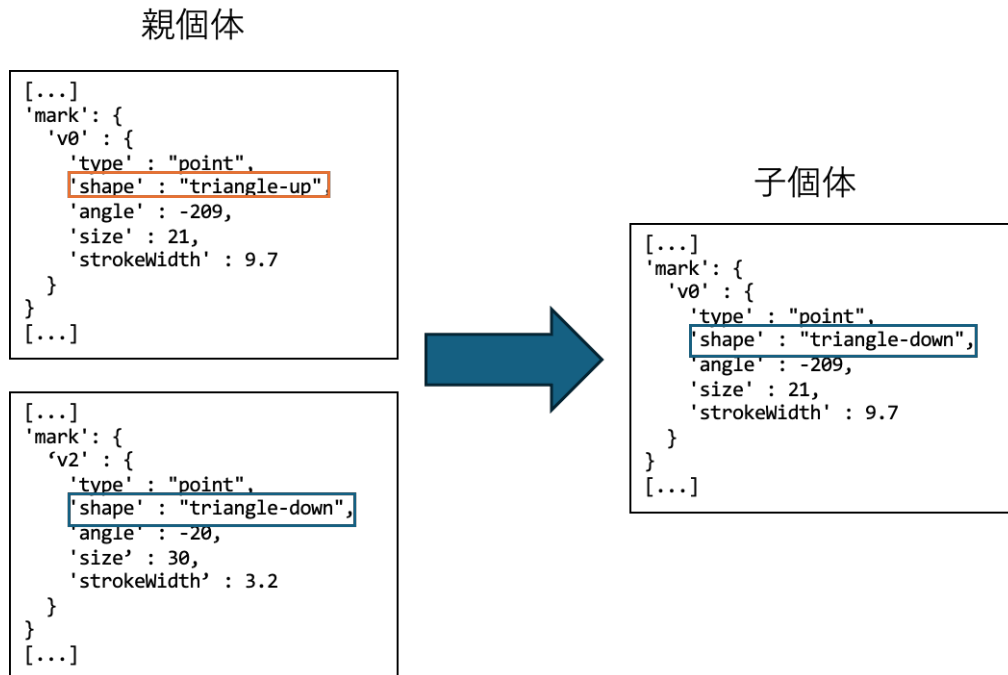 親個体
[...]
'mark': {
'v0' : {
'type' : "point",
'shape' : "triangle-up",
'angle' : -209,
'size' : 21,
'strokeWidth' : 9.7
}
}
[...]
[...]
'mark': {
‘v2' : {
'type' : "point",
'shape' : "triangle-down",
'angle' : -20,
'size’ : 30,
'strokeWidth’ : 3.2
}
}
[...]
子個体
[...]
'mark': {
'v0' : {
'type' : "point",
'shape' : "triangle-down",
'angle' : -209,
'size' : 21,
'strokeWidth' : 9.7
}
}
[...]